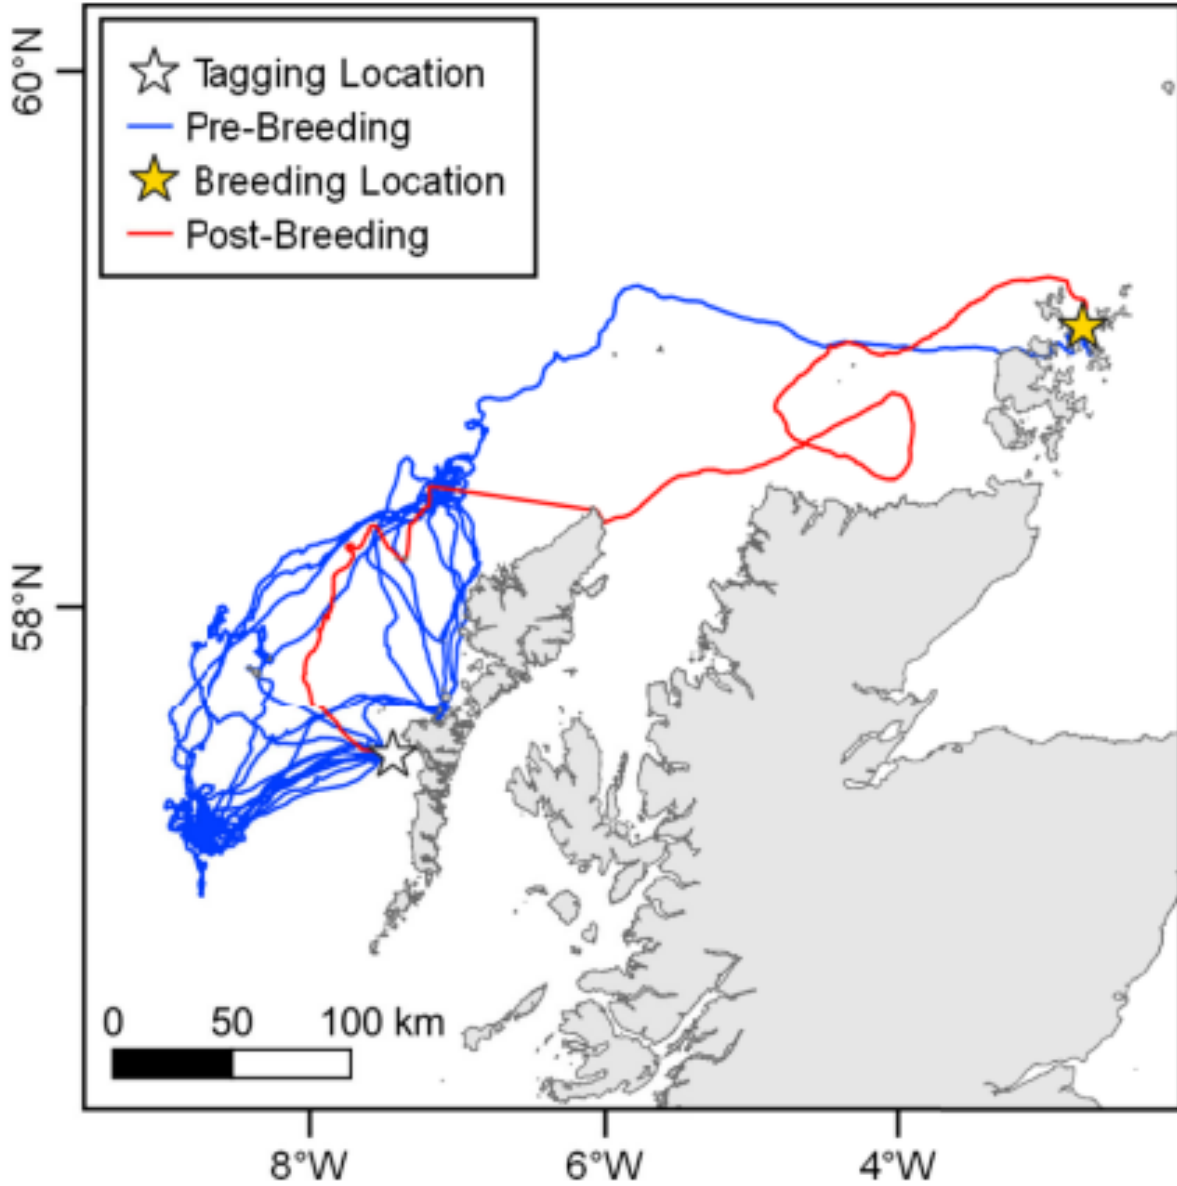 Tagging Location
Pre-Breeding
Breeding Location
Post-Breeding
60°N
58°N
0 50 100 km
8°W 6°W 4°W